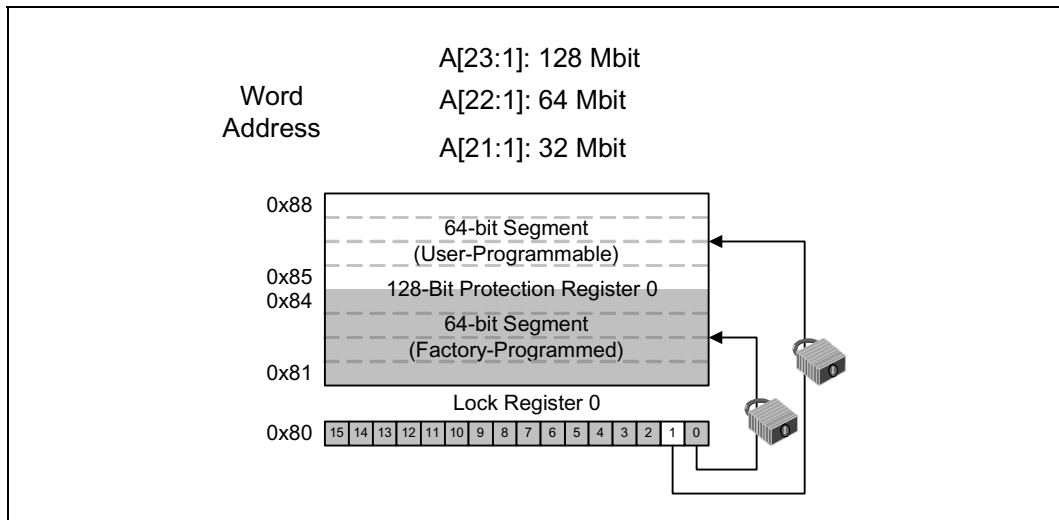 A[23:1]: 128 Mbit
Word
Address
A[22:1]: 64 Mbit
A[21:1]: 32 Mbit
0x88
64-bit Segment
(User-Programmable)
0x85
128-Bit Protection Register 0
0x84
64-bit Segment
(Factory-Programmed)
0x81
Lock Register 0
0x80 15 14 13 12 11 10 9 8 7 6 5 4 3 2 1 0